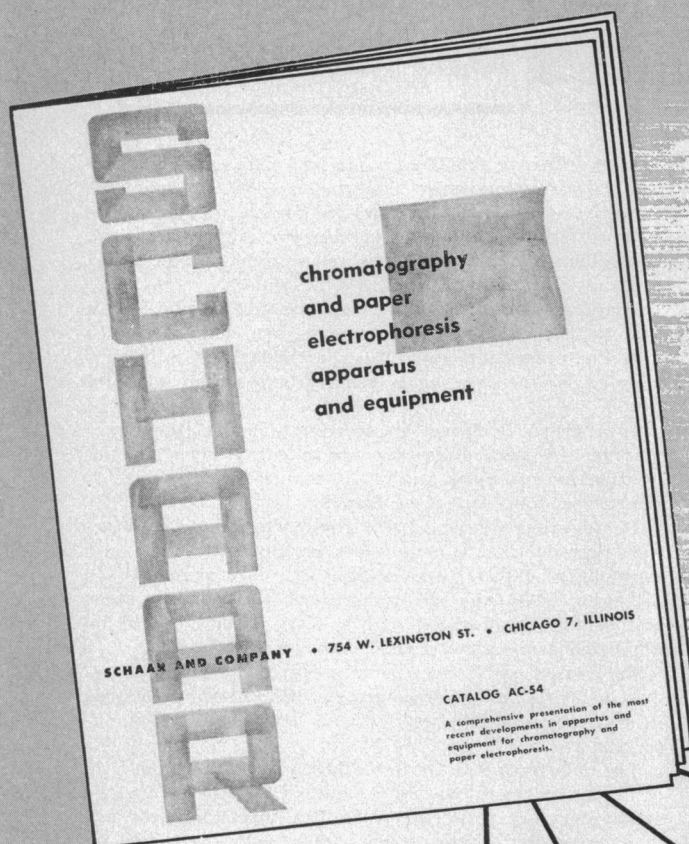 SCHAAR
chromatography
and paper
electrophoresis
apparatus
and equipment
SCHAAR AND COMPANY • 754 W. LEXINGTON ST. • CHICAGO 7, ILLINOIS
CATALOG AC-54
A comprehensive presentation of the most
recent developments in apparatus and
equipment for chromatography and
paper electrophoresis.